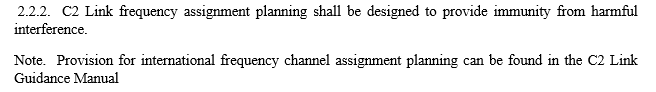 2.2.2. C2 Link frequency assignment planning shall be designed to provide immunity from harmful
interference.
Note. Provision for international frequency channel assignment planning can be found in the C2 Link
Guidance Manual